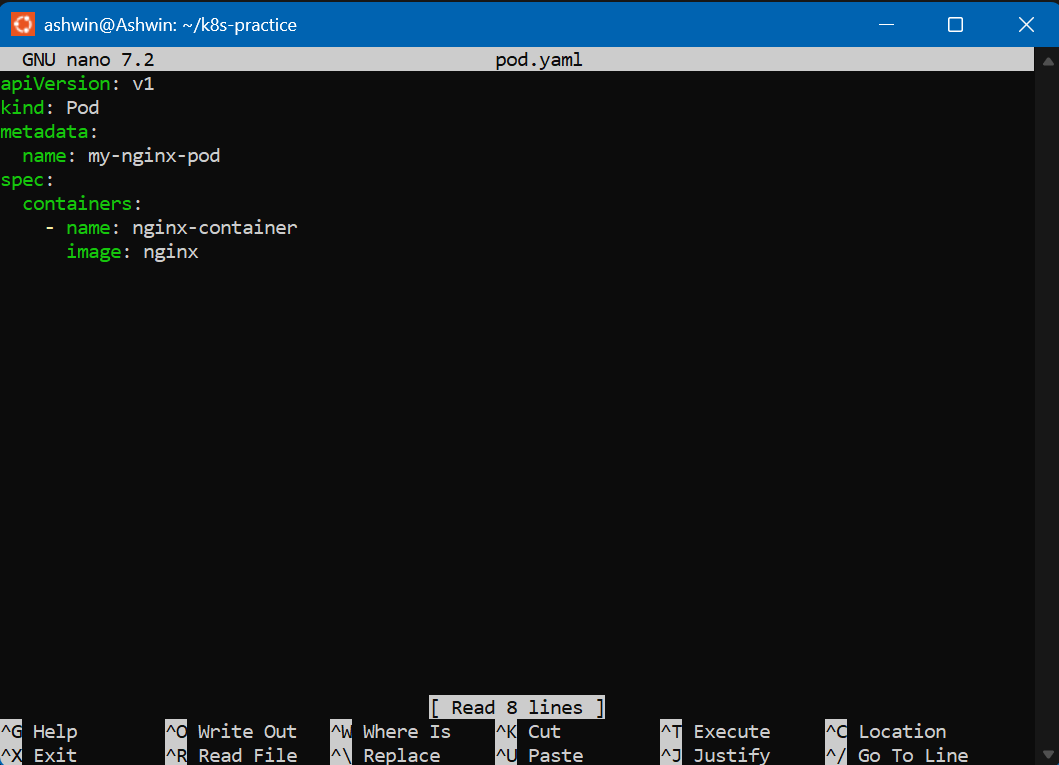 ashwin@Ashwin: ~/k8s-practice
GNU nano 7.2 pod.yaml
apiVersion: v1
kind: Pod
metadata:
  name: my-nginx-pod
spec:
  containers:
    - name: nginx-container
      image: nginx
[ Read 8 lines ]
^G Help ^O Write Out ^W Where Is ^K Cut ^T Execute ^C Location
^X Exit ^R Read File ^\ Replace ^U Paste ^J Justify ^/ Go To Line